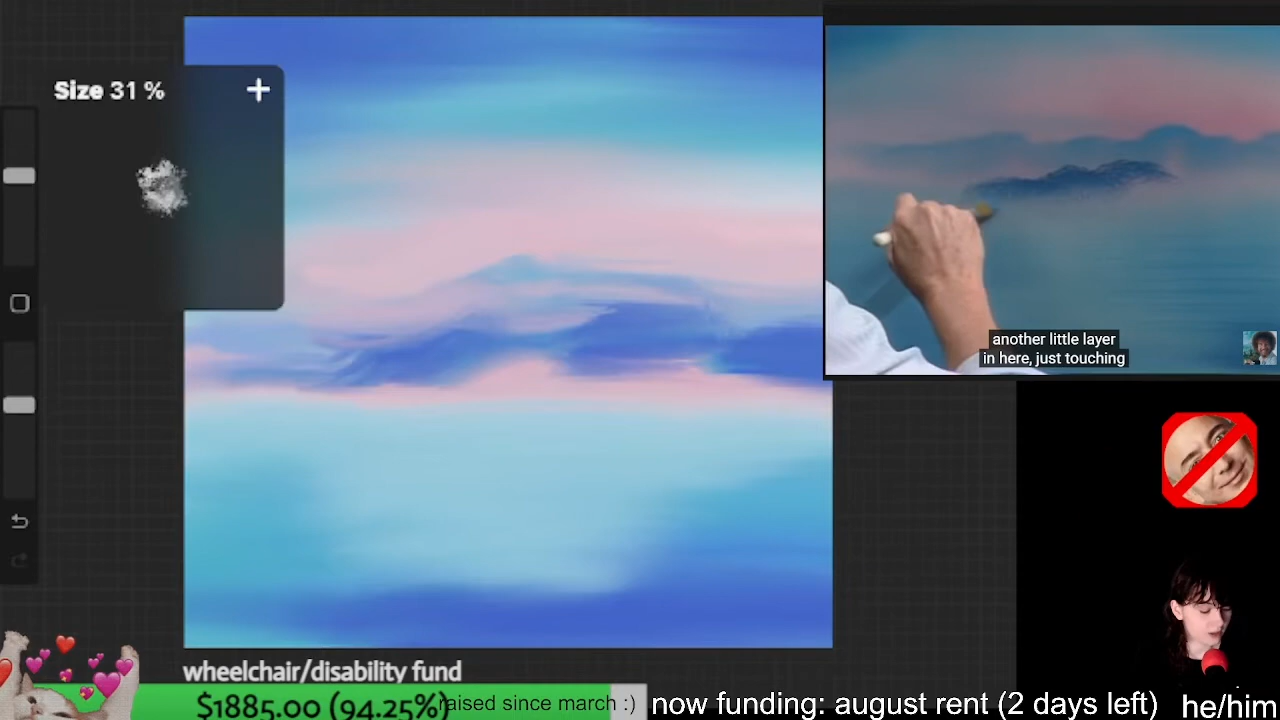 Size 31 %
another little layer
in here, just touching
wheelchair/disability fund
$1885.00 (94.25%)
raised since march :)
now funding: august rent (2 days left)
he/him